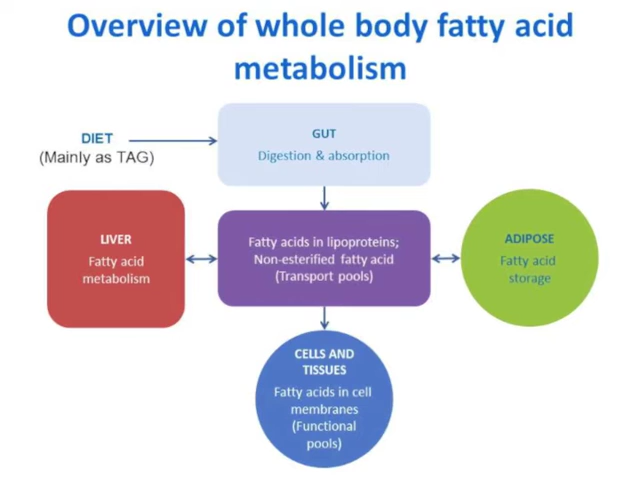 Overview of whole body fatty acid
metabolism
DIET
(Mainly as TAG)
GUT
Digestion & absorption
LIVER
Fatty acid
metabolism
Fatty acids in lipoproteins;
Non-esterified fatty acid
(Transport pools)
ADIPOSE
Fatty acid
storage
CELLS AND
TISSUES
Fatty acids in cell
membranes
(Functional
pools)